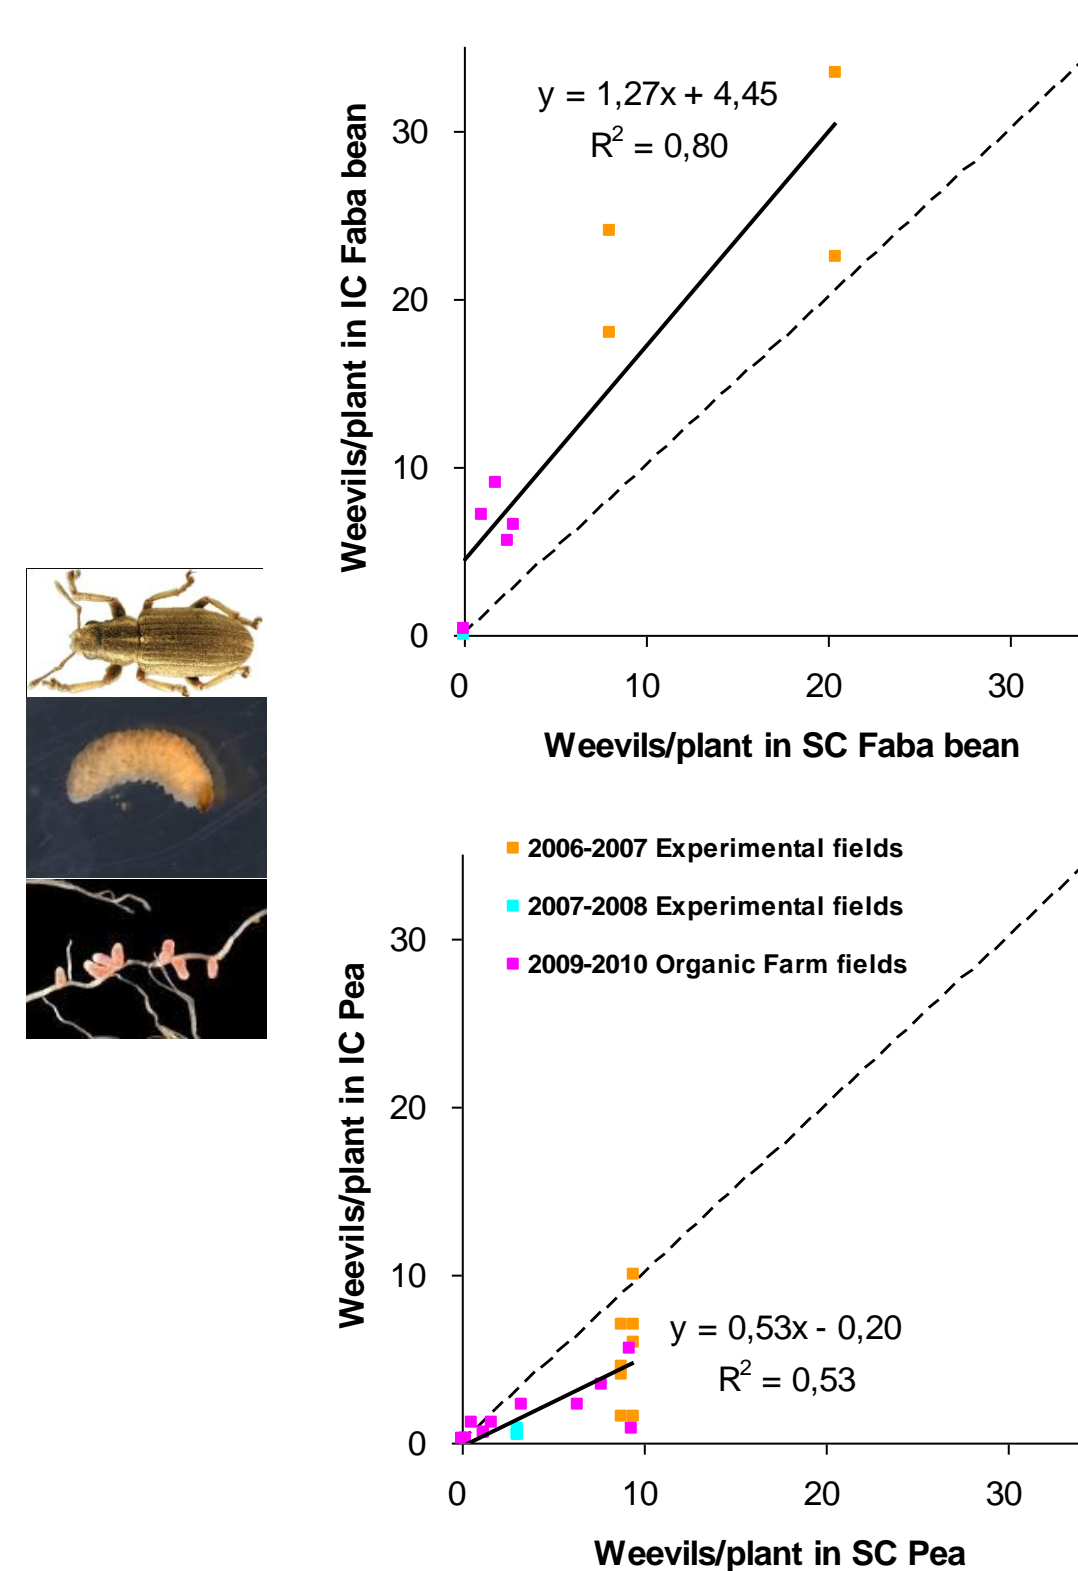 y = 1,27x + 4,45
R² = 0,80
Weevils/plant in IC Faba bean
30
20
10
0
0 10 20 30
Weevils/plant in SC Faba bean
2006-2007 Experimental fields
2007-2008 Experimental fields
2009-2010 Organic Farm fields
Weevils/plant in IC Pea
30
20
10
0
y = 0,53x - 0,20
R² = 0,53
0 10 20 30
Weevils/plant in SC Pea